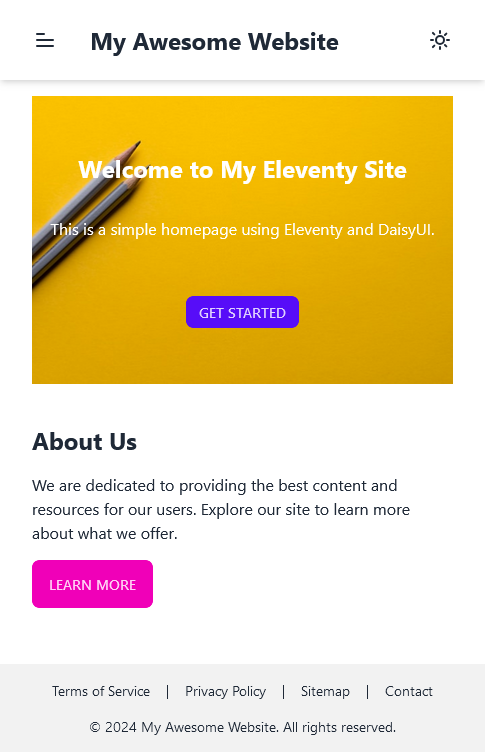 My Awesome Website
Welcome to My Eleventy Site
This is a simple homepage using Eleventy and DaisyUI.
GET STARTED
About Us
We are dedicated to providing the best content and
resources for our users. Explore our site to learn more
about what we offer.
LEARN MORE
Terms of Service | Privacy Policy | Sitemap | Contact
© 2024 My Awesome Website. All rights reserved.